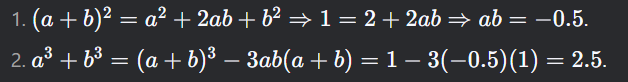 1. (a + b)² = a² + 2ab + b² ⇒ 1 = 2 + 2ab ⇒ ab = −0.5.
2. a³ + b³ = (a + b)³ − 3ab(a + b) = 1 − 3(−0.5)(1) = 2.5.